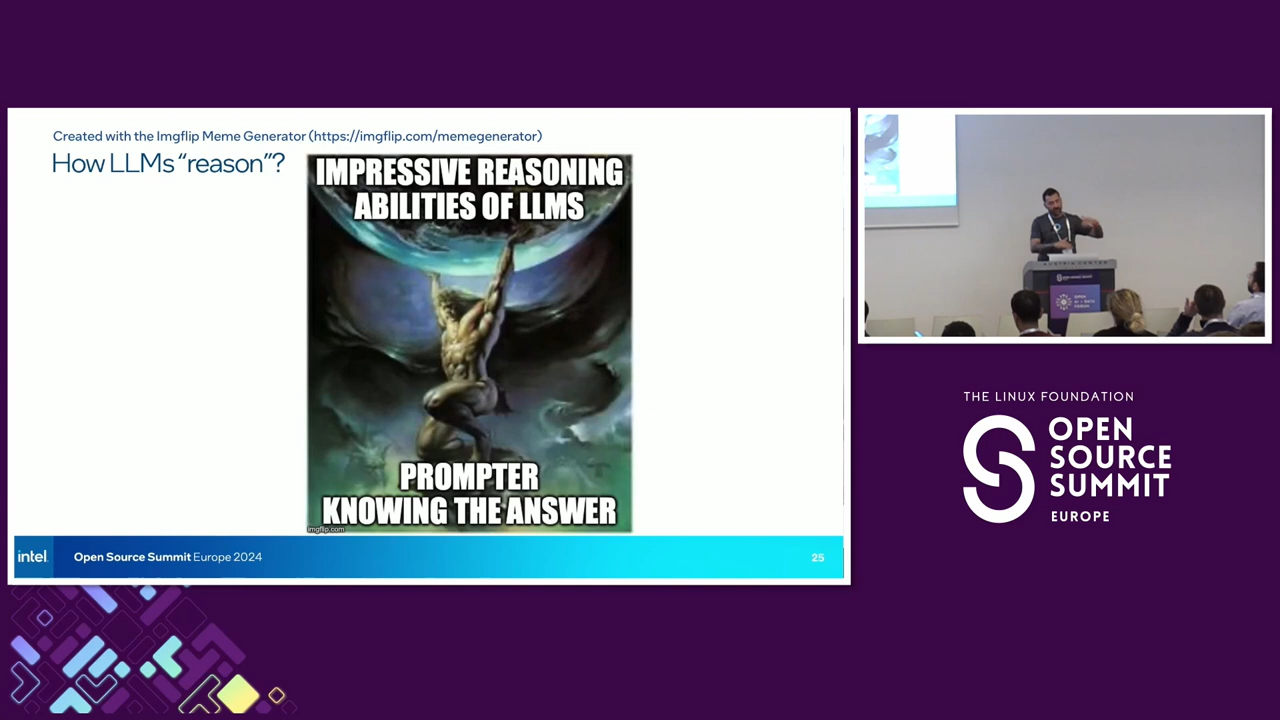 Created with the Imgflip Meme Generator (https://imgflip.com/memegenerator)
How LLMs “reason”?
IMPRESSIVE REASONING
ABILITIES OF LLMS
PROMPTER
KNOWING THE ANSWER
imgflip.com
intel.
Open Source Summit Europe 2024
25
AUSTRIA CENTER
THE LINUX FOUNDATION
OPEN
SOURCE
SUMMIT
EUROPE